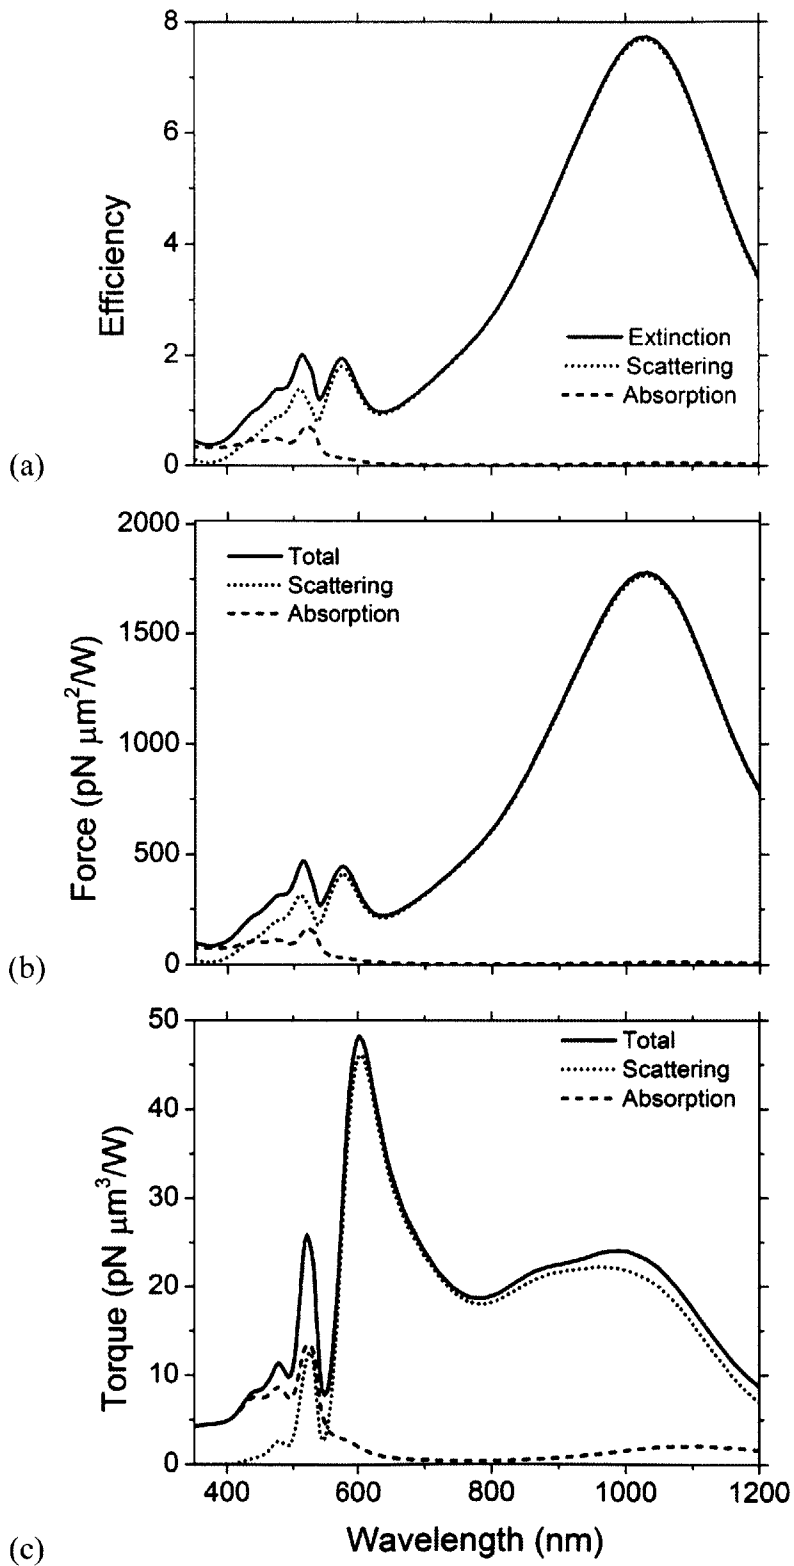 8
6
4
2
0
Efficiency
Extinction
Scattering
Absorption
(a)
2000
1500
1000
500
0
Force (pN μm²/W)
Total
Scattering
Absorption
(b)
50
40
30
20
10
0
Torque (pN μm³/W)
Total
Scattering
Absorption
400 600 800 1000 1200
Wavelength (nm)
(c)